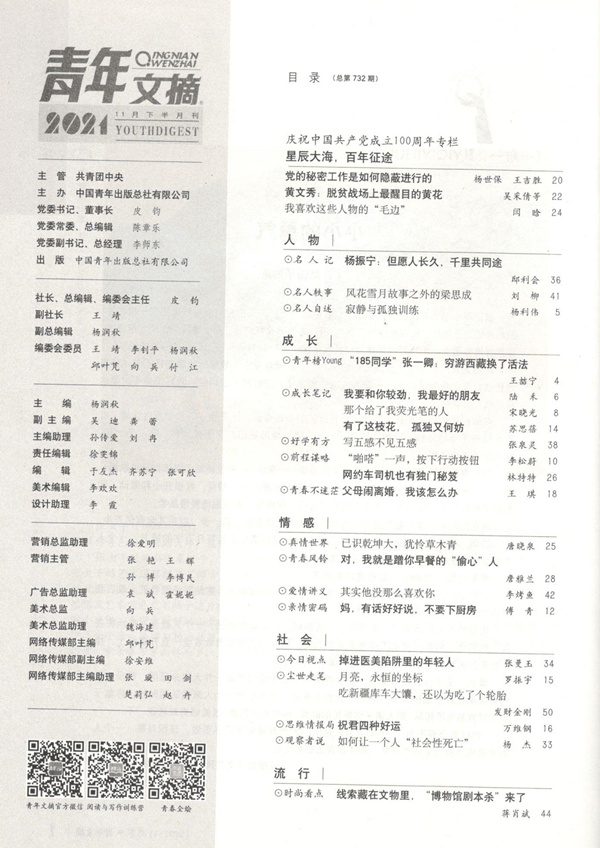 青年文摘
QINGNIAN
WENZHAI
2021
11月下半月刊
YOUTHDIGEST
主 管 共青团中央
主 办 中国青年出版总社有限公司
党委书记、董事长 皮 钧
党委常委、总编辑 陈章乐
党委副书记、总经理 李师东
出 版 中国青年出版总社有限公司
社长、总编辑、编委会主任 皮 钧
副社长 王 靖
副总编辑 杨润秋
编委会委员 王 靖 李钊平 杨润秋
邱叶芃 向 兵 付 江
主 编 杨润秋
副 主 编 吴 迪 龚 蕾
主编助理 孙传爱 刘 冉
责任编辑 徐雯锦
编 辑 于友杰 齐苏宁 张可欣
美术编辑 李欢欢
设计助理 李 霞
营销总监助理 徐爱明
营销主管 张 艳 王 辉
孙 博 李博民
广告总监助理 袁 斌 霍妮妮
美术总监 向 兵
美术总监助理 魏海建
网络传媒部主编 邱叶芃
网络传媒部副主编 徐安维
网络传媒部主编助理 张 璇 田 剑
楚莉弘 赵 卉
青年文摘官方微信 阅读与写作训练营 青春全绘
目 录 (总第 732 期)
庆祝中国共产党成立100周年专栏
星辰大海，百年征途
党的秘密工作是如何隐蔽进行的 杨世保 王吉胜 20
黄文秀：脱贫战场上最醒目的黄花 吴采倩等 22
我喜欢这些人物的“毛边” 闫 晗 24
人 物
⊙名 人 记 杨振宁：但愿人长久，千里共同途
邸利会 36
⊙名人轶事 风花雪月故事之外的梁思成 刘 柳 41
⊙名人自述 寂静与孤独训练 杨利伟 5
成 长
⊙青年榜Young “185同学”张一卿：穷游西藏换了活法
王喆宁 4
⊙成长笔记 我要和你较劲，我最好的朋友 陆 禾 6
那个给了我荧光笔的人 宋晓光 8
有了这枝花， 孤独又何妨 苏思蓓 14
⊙好学有方 写五感不见五感 张泉灵 38
⊙前程谋略 “啪嗒”一声，按下行动按钮 李松蔚 10
网约车司机也有独门秘笈 林特特 26
⊙青春不迷茫 父母闹离婚，我该怎么办 王 琪 18
情 感
⊙真情世界 已识乾坤大，犹怜草木青 唐晓泉 25
⊙青春风铃 对，我就是蹭你早餐的“偷心”人
詹雅兰 28
⊙爱情讲义 其实他没那么喜欢你 李绔鱼 42
⊙亲情密码 妈，有话好好说，不要下厨房 傅 青 12
社 会
⊙今日视点 掉进医美陷阱里的年轻人 张曼玉 34
⊙尘世走笔 月亮，永恒的坐标 罗振宇 15
吃新疆库车大馕，还以为吃了个轮胎
发财金刚 50
⊙思维情报局 祝君四种好运 万维钢 16
⊙观察者说 如何让一个人“社会性死亡” 杨 杰 33
流 行
⊙时尚看点 线索藏在文物里，“博物馆剧本杀”来了
蒋肖斌 44